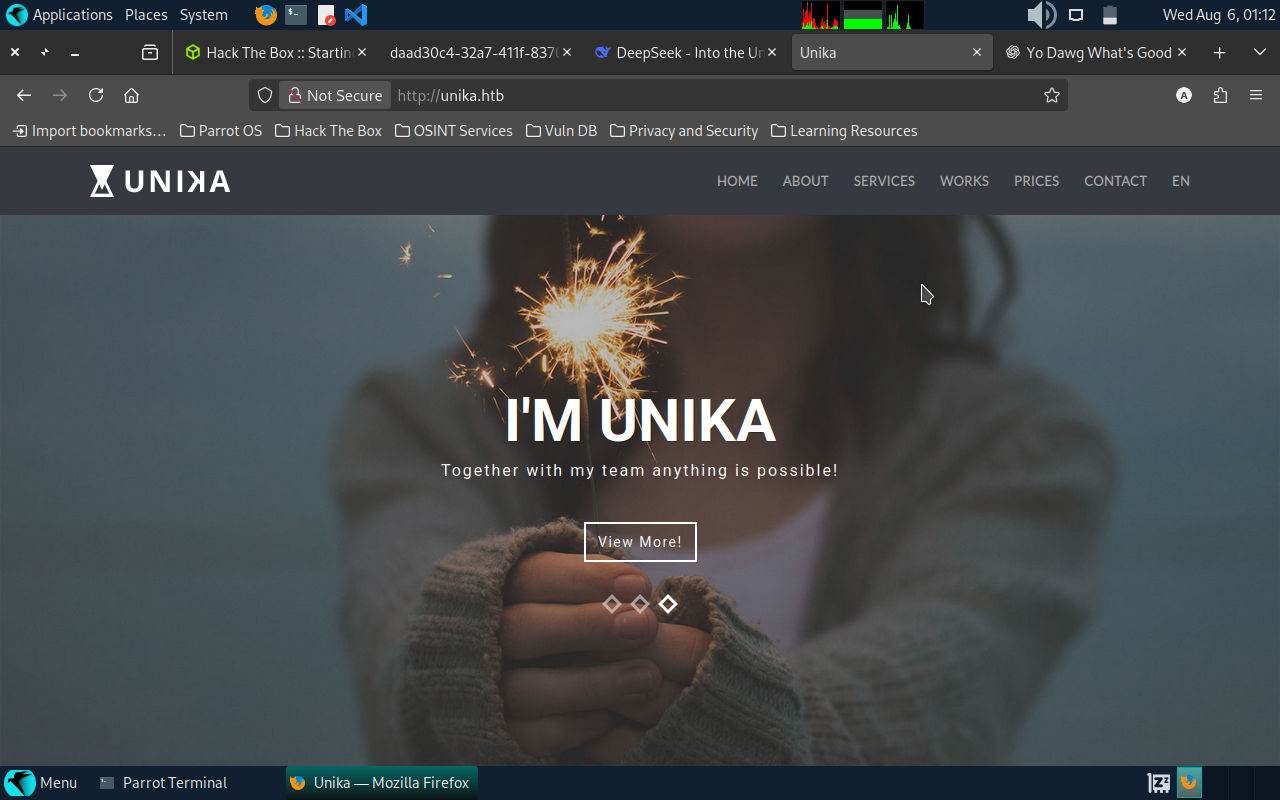 Applications Places System Wed Aug 6, 01:12
Hack The Box :: Starting daad30c4-32a7-411f-837 DeepSeek - Into the Un Unika Yo Dawg What's Good
Not Secure http://unika.htb A
Import bookmarks… Parrot OS Hack The Box OSINT Services Vuln DB Privacy and Security Learning Resources
UNIKA HOME ABOUT SERVICES WORKS PRICES CONTACT EN
I'M UNIKA
Together with my team anything is possible!
View More!
Menu Parrot Terminal Unika — Mozilla Firefox